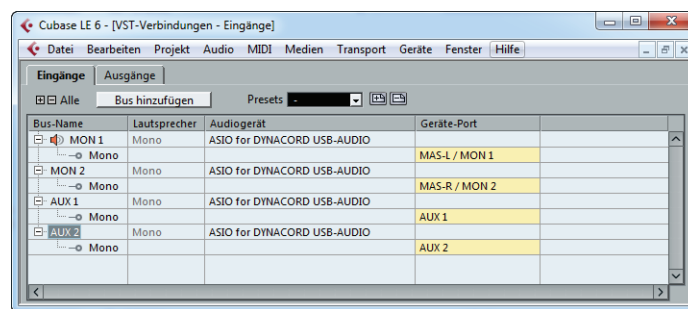 Cubase LE 6 - [VST-Verbindungen - Eingänge]
Datei Bearbeiten Projekt Audio MIDI Medien Transport Geräte Fenster Hilfe
Eingänge Ausgänge
Alle Bus hinzufügen Presets -
Bus-Name Lautsprecher Audiogerät Geräte-Port
MON 1 Mono ASIO for DYNACORD USB-AUDIO
Mono MAS-L / MON 1
MON 2 Mono ASIO for DYNACORD USB-AUDIO
Mono MAS-R / MON 2
AUX 1 Mono ASIO for DYNACORD USB-AUDIO
Mono AUX 1
AUX 2 Mono ASIO for DYNACORD USB-AUDIO
Mono AUX 2